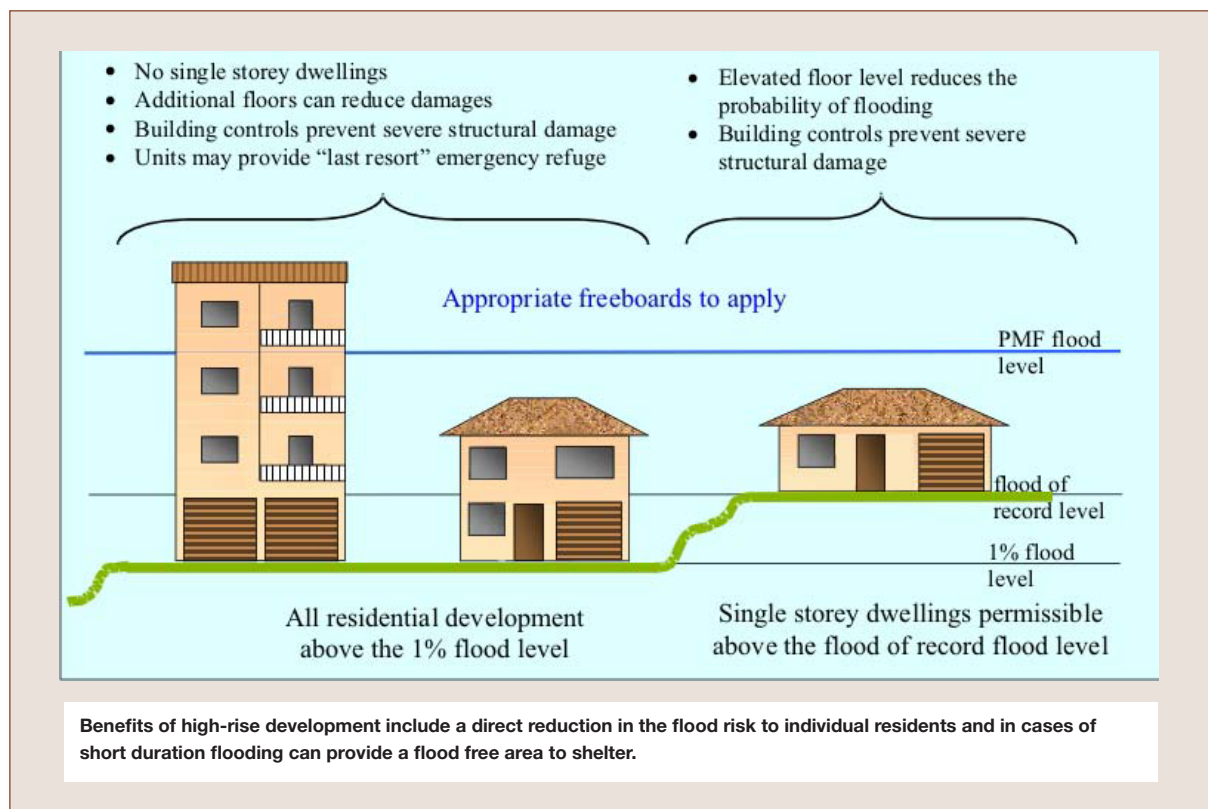 • No single storey dwellings
• Additional floors can reduce damages
• Building controls prevent severe structural damage
• Units may provide “last resort” emergency refuge
• Elevated floor level reduces the
probability of flooding
• Building controls prevent severe
structural damage
Appropriate freeboards to apply
PMF flood
level
flood of
record level
1% flood
level
All residential development
above the 1% flood level
Single storey dwellings permissible
above the flood of record flood level
Benefits of high-rise development include a direct reduction in the flood risk to individual residents and in cases of
short duration flooding can provide a flood free area to shelter.